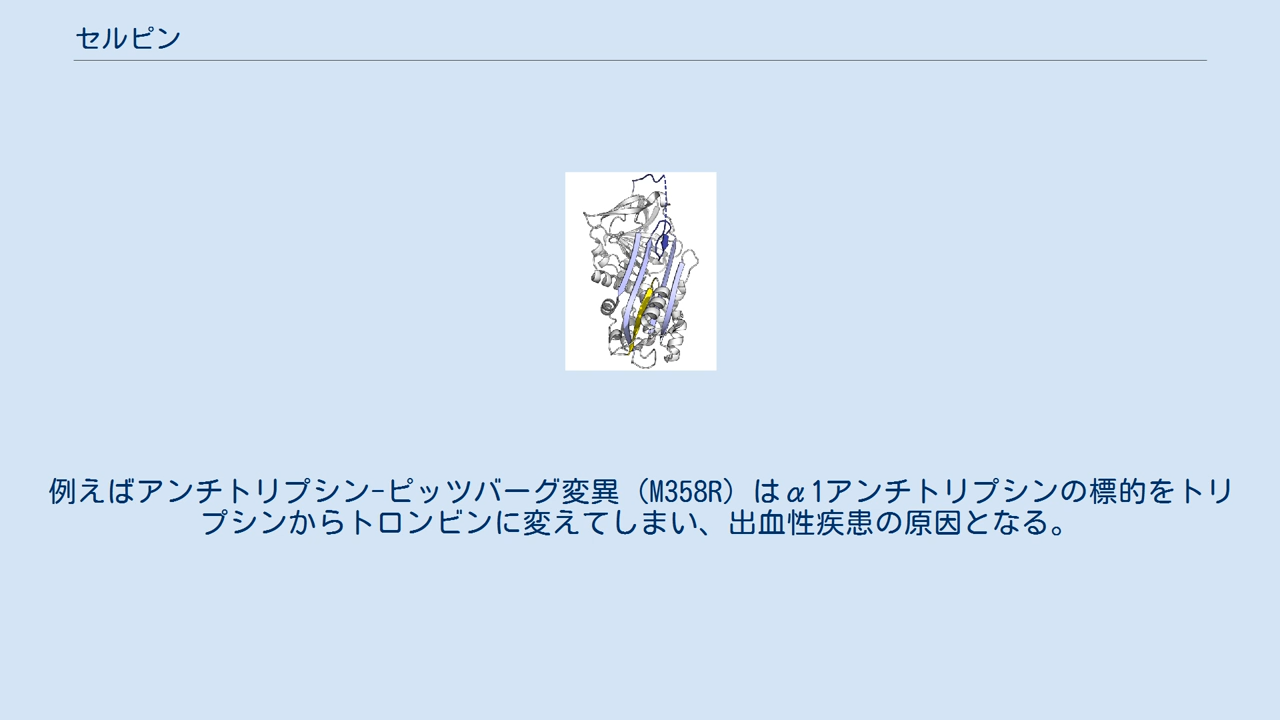 セルピン
例えばアンチトリプシン-ピッツバーグ変異（M358R）はα1アンチトリプシンの標的をトリ
プシンからトロンビンに変えてしまい、出血性疾患の原因となる。